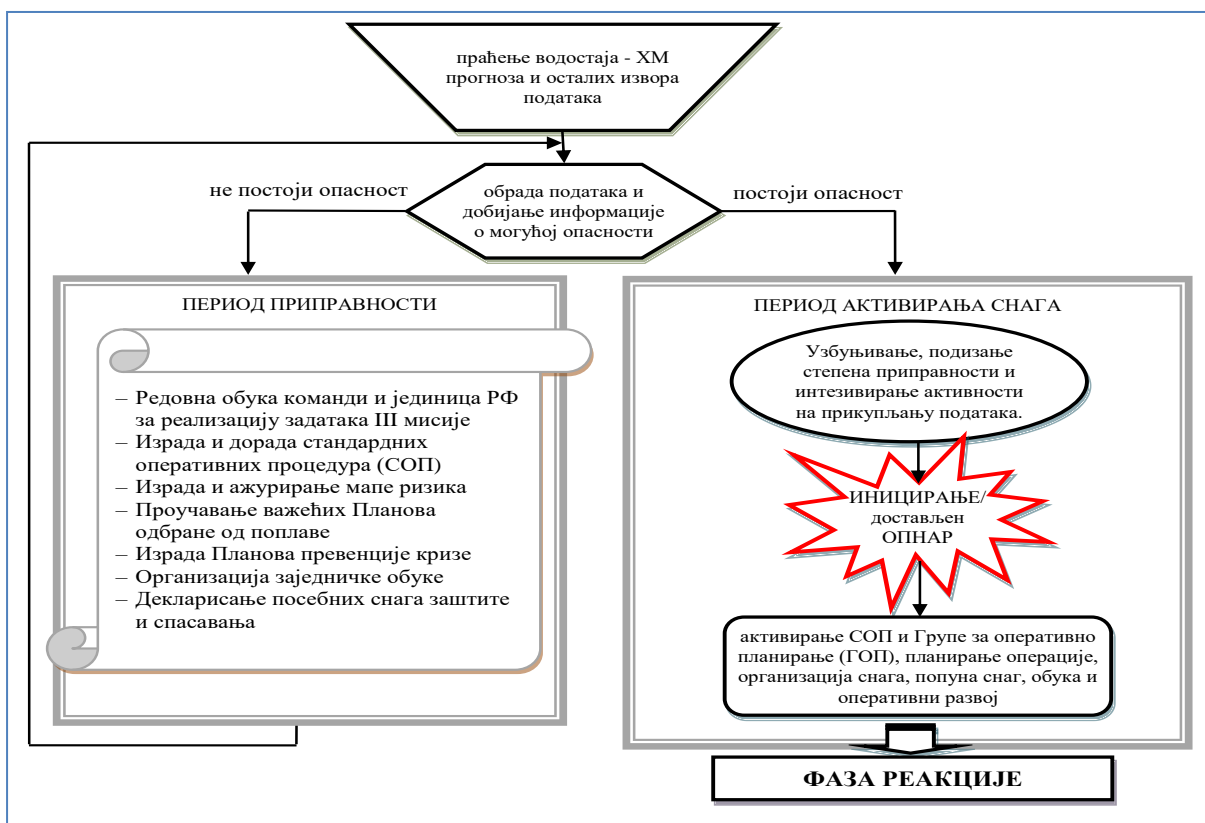 праћење водостаја - ХМ
прогноза и осталих извора
података
не постоји опасност
обрада података и
добијање информације
о могућој опасности
постоји опасност
ПЕРИОД ПРИПРАВНОСТИ
– Редовна обука команди и јединица РФ
за реализацију задатака III мисије
– Израда и дорада стандардних
оперативних процедура (СОП)
– Израда и ажурирање мапе ризика
– Проучавање важећих Планова
одбране од поплаве
– Израда Планова превенције кризе
– Организација заједничке обуке
– Декларисање посебних снага заштите
и спасавања
ПЕРИОД АКТИВИРАЊА СНАГА
Узбуњивање, подизање
степена приправности и
интезивирање активности
на прикупљању података.
ИНИЦИРАЊЕ/
достављен
ОПНАР
активирање СОП и Групе за оперативно
планирање (ГОП), планирање операције,
организација снага, попуна снаг, обука и
оперативни развој
ФАЗА РЕАКЦИЈЕ